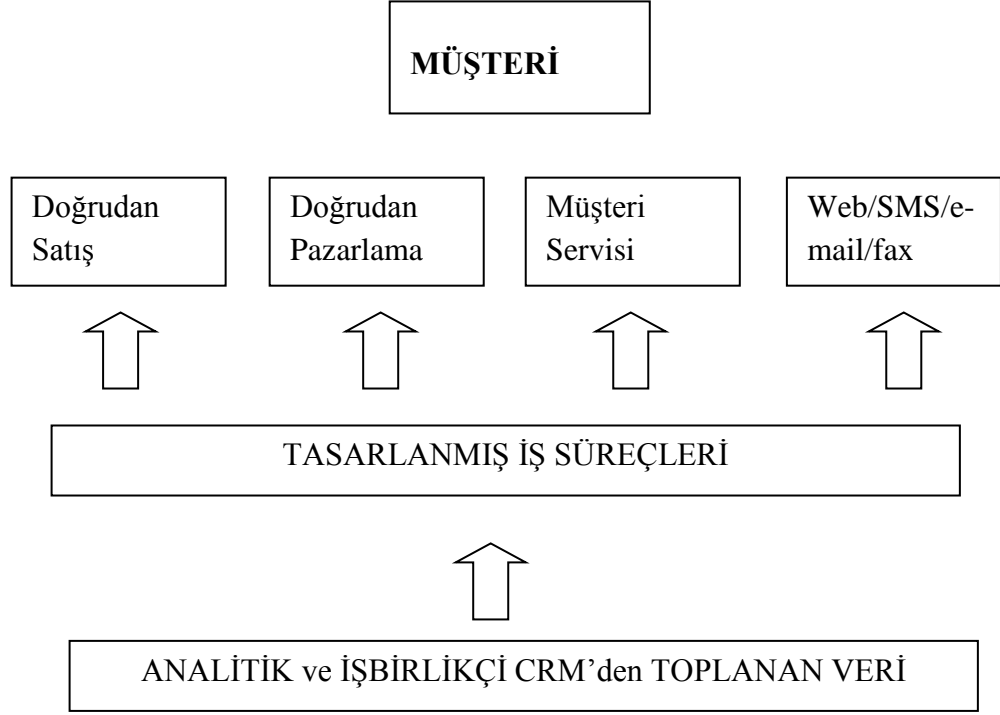 MÜŞTERİ
Doğrudan
Satış
Doğrudan
Pazarlama
Müşteri
Servisi
Web/SMS/e-
mail/fax
TASARLANMIŞ İŞ SÜREÇLERİ
ANALİTİK ve İŞBİRLİKÇİ CRM’den TOPLANAN VERİ